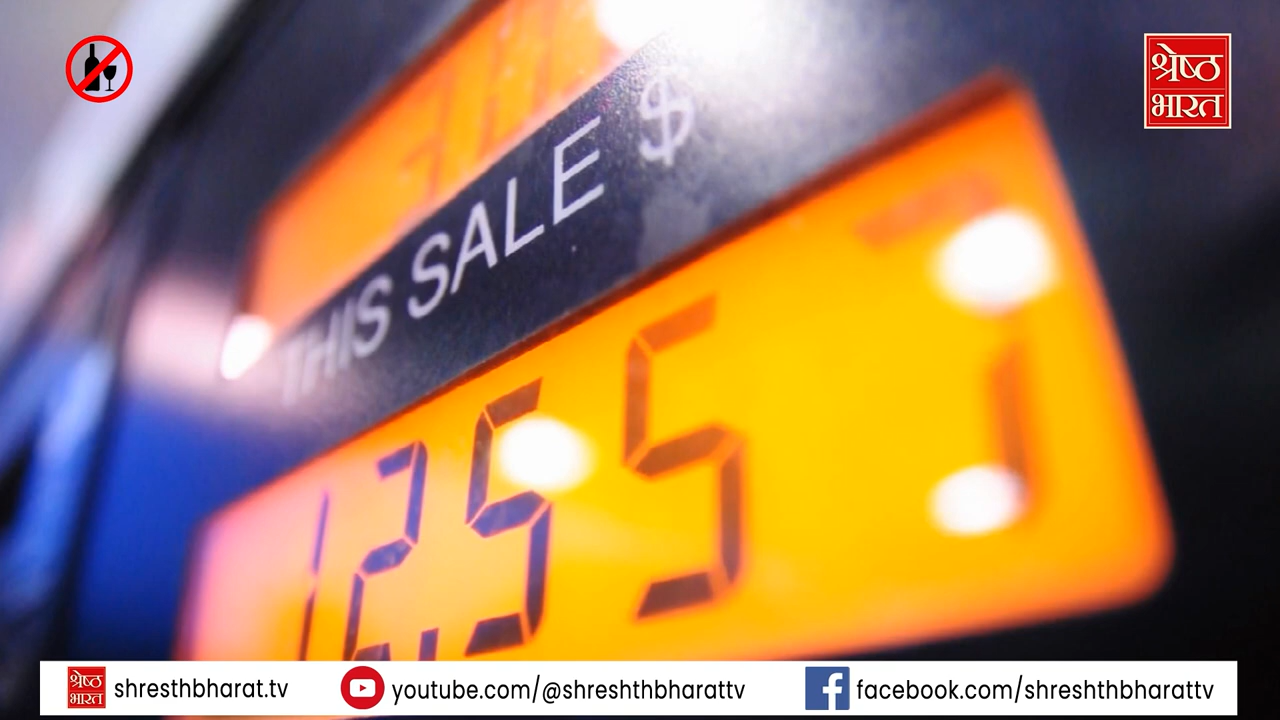 श्रेष्ठ
भारत
THIS SALE $
12.55
श्रेष्ठ
भारत
shresthbharat.tv
youtube.com/@shreshthbharattv
facebook.com/shreshthbharattv